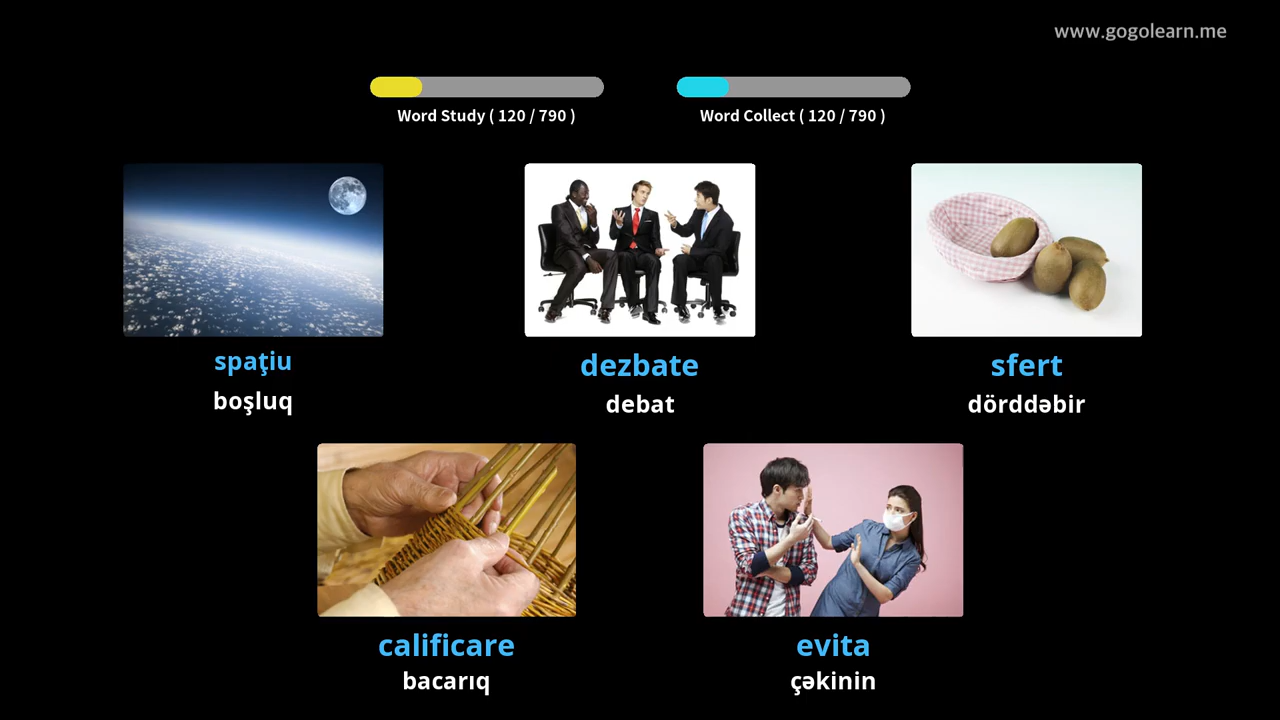 www.gogolearn.me
Word Study ( 120 / 790 )
Word Collect ( 120 / 790 )
spaţiu
boşluq
dezbate
debat
sfert
dörddəbir
calificare
bacarıq
evita
çəkinin